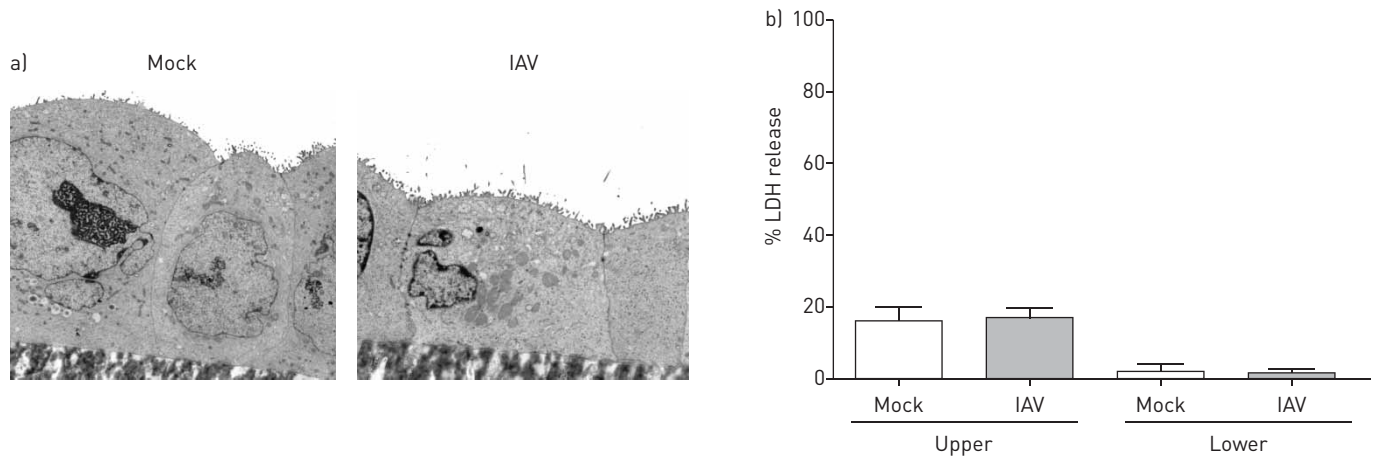 a)
Mock
IAV
b)
100
80
60
40
20
0
% LDH release
Mock
IAV
Mock
IAV
Upper
Lower